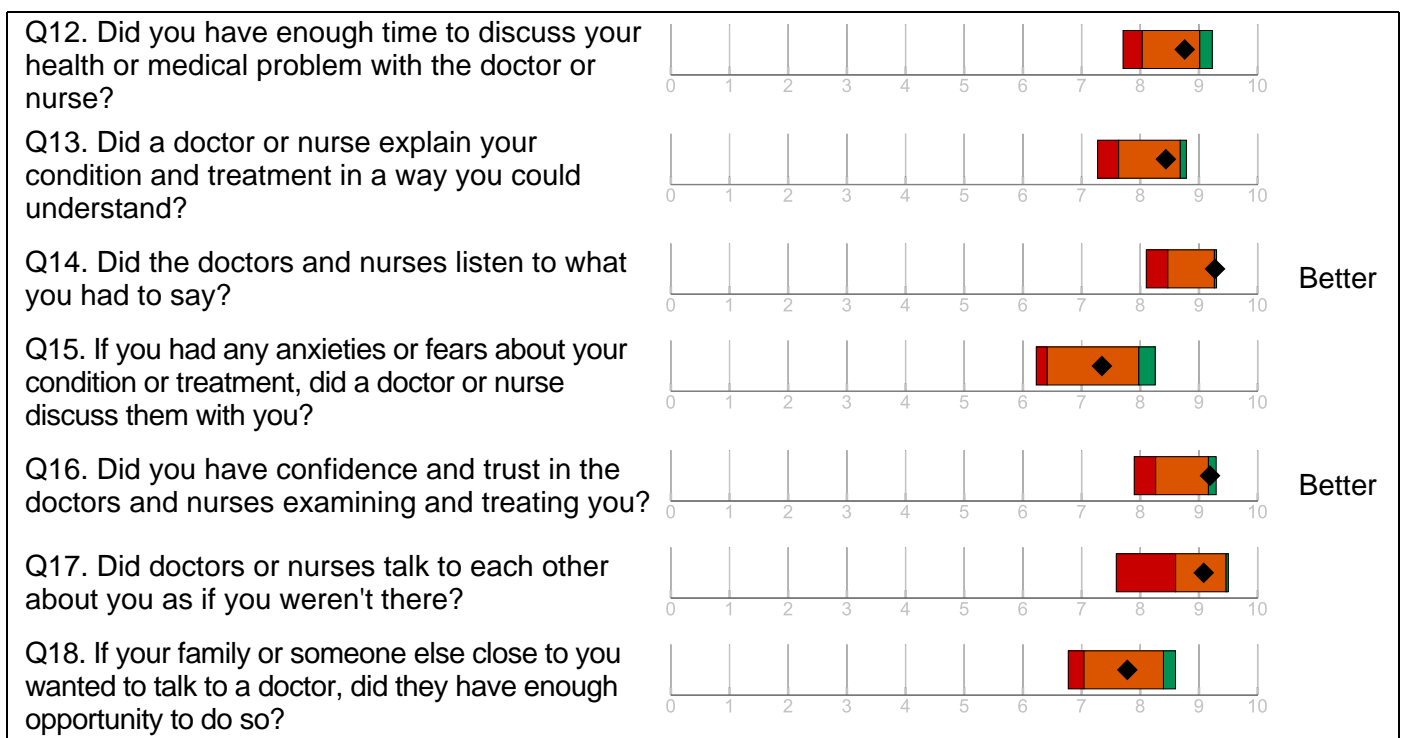 Q12. Did you have enough time to discuss your
health or medical problem with the doctor or
nurse?
0 1 2 3 4 5 6 7 8 9 10
Q13. Did a doctor or nurse explain your
condition and treatment in a way you could
understand?
0 1 2 3 4 5 6 7 8 9 10
Q14. Did the doctors and nurses listen to what
you had to say?
0 1 2 3 4 5 6 7 8 9 10
Better
Q15. If you had any anxieties or fears about your
condition or treatment, did a doctor or nurse
discuss them with you?
0 1 2 3 4 5 6 7 8 9 10
Q16. Did you have confidence and trust in the
doctors and nurses examining and treating you?
0 1 2 3 4 5 6 7 8 9 10
Better
Q17. Did doctors or nurses talk to each other
about you as if you weren't there?
0 1 2 3 4 5 6 7 8 9 10
Q18. If your family or someone else close to you
wanted to talk to a doctor, did they have enough
opportunity to do so?
0 1 2 3 4 5 6 7 8 9 10